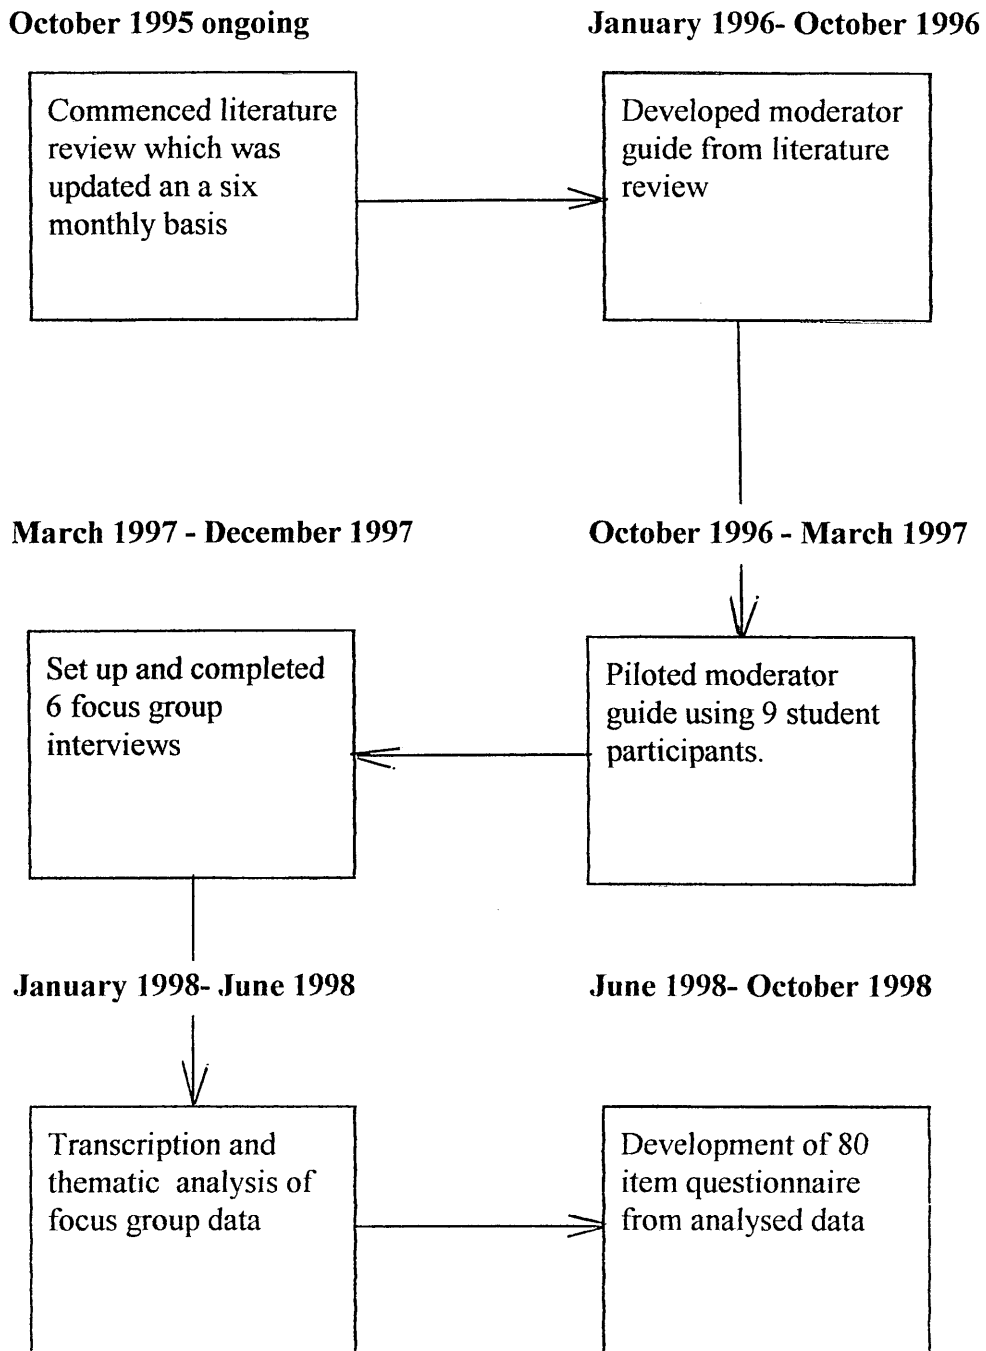 October 1995 ongoing
Commenced literature
review which was
updated an a six
monthly basis
January 1996- October 1996
Developed moderator
guide from literature
review
October 1996 - March 1997
Piloted moderator
guide using 9 student
participants.
March 1997 - December 1997
Set up and completed
6 focus group
interviews
January 1998- June 1998
Transcription and
thematic analysis of
focus group data
June 1998- October 1998
Development of 80
item questionnaire
from analysed data